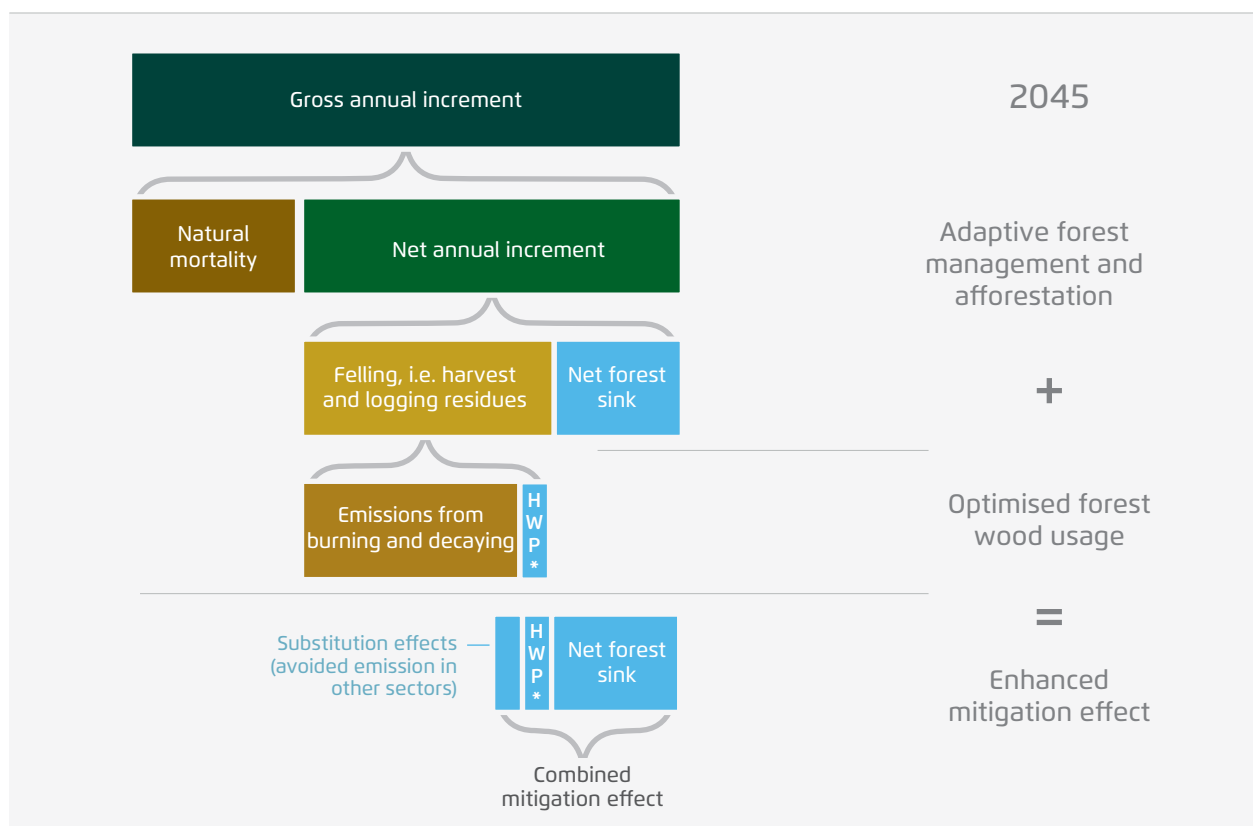 Gross annual increment
2045
Natural
mortality
Net annual increment
Adaptive forest
management and
afforestation
Felling, i.e. harvest
and logging residues
Net forest
sink
+
Emissions from
burning and decaying
H
W
P
*
Optimised forest
wood usage
=
Substitution effects
(avoided emission in
other sectors)
H
W
P
*
Net forest
sink
Enhanced
mitigation effect
Combined
mitigation effect